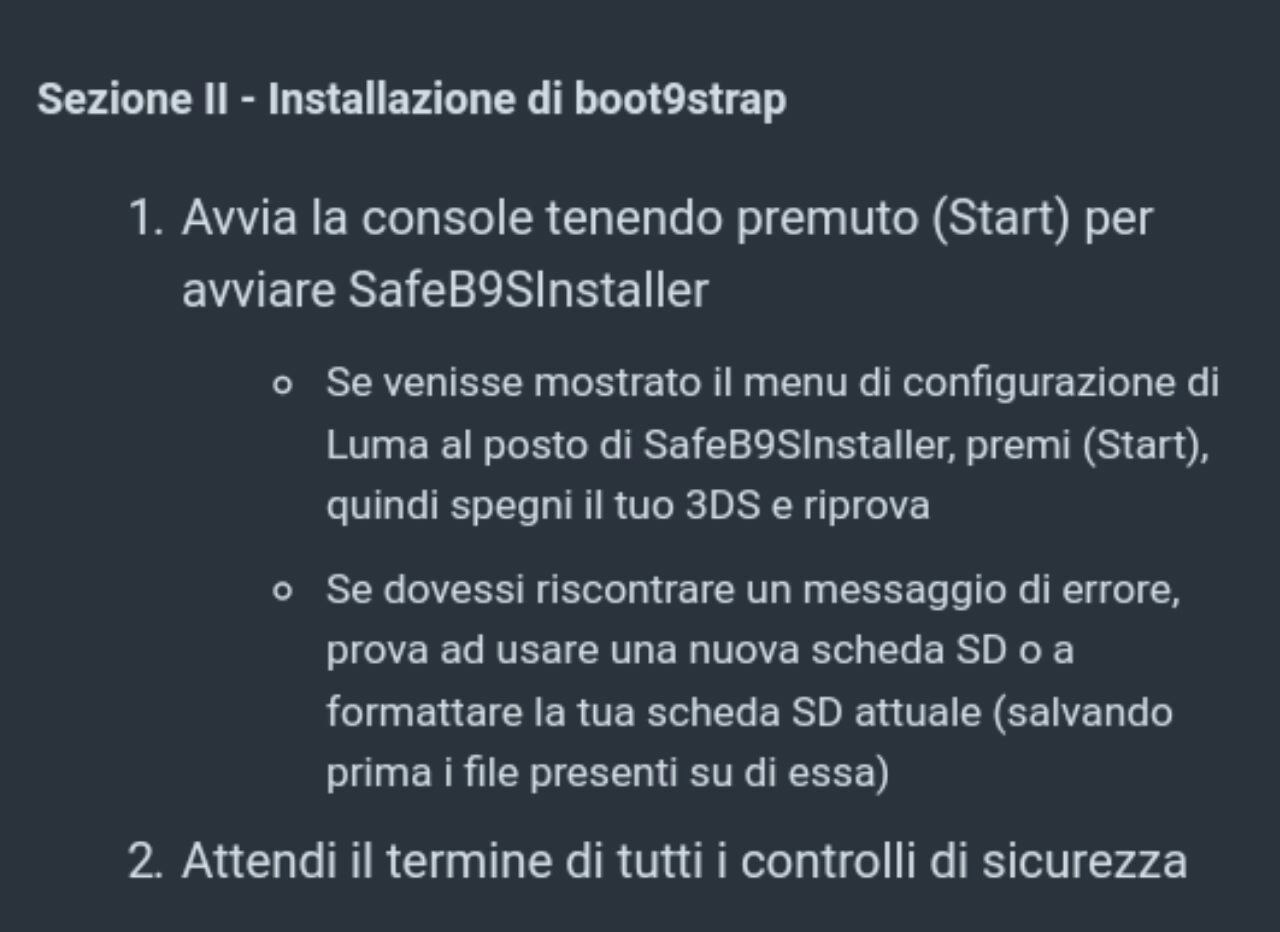 Sezione II - Installazione di boot9strap
1. Avvia la console tenendo premuto (Start) per
avviare SafeB9SInstaller
o Se venisse mostrato il menu di configurazione di
Luma al posto di SafeB9SInstaller, premi (Start),
quindi spegni il tuo 3DS e riprova
o Se dovessi riscontrare un messaggio di errore,
prova ad usare una nuova scheda SD o a
formattare la tua scheda SD attuale (salvando
prima i file presenti su di essa)
2. Attendi il termine di tutti i controlli di sicurezza